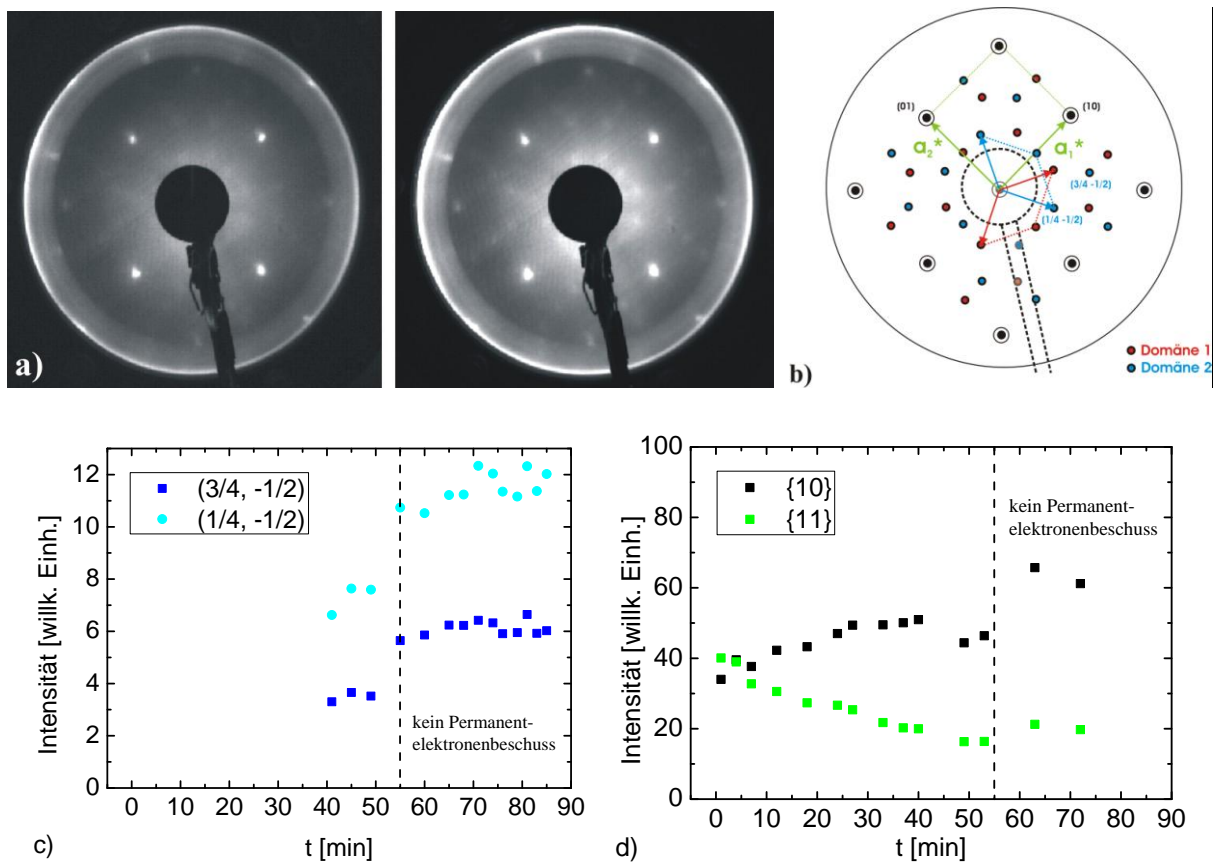 a)
(01)
(10)
a2*
a1*
(3/4 -1/2)
(1/4 -1/2)
b)
Domäne 1
Domäne 2
Intensität [willk. Einh.]
12
10
8
6
4
2
0
(3/4, -1/2)
(1/4, -1/2)
kein Permanent-
elektronenbeschuss
0 10 20 30 40 50 60 70 80 90
c)
t [min]
Intensität [willk. Einh.]
100
80
60
40
20
0
{10}
{11}
kein Permanent-
elektronenbeschuss
0 10 20 30 40 50 60 70 80 90
d)
t [min]